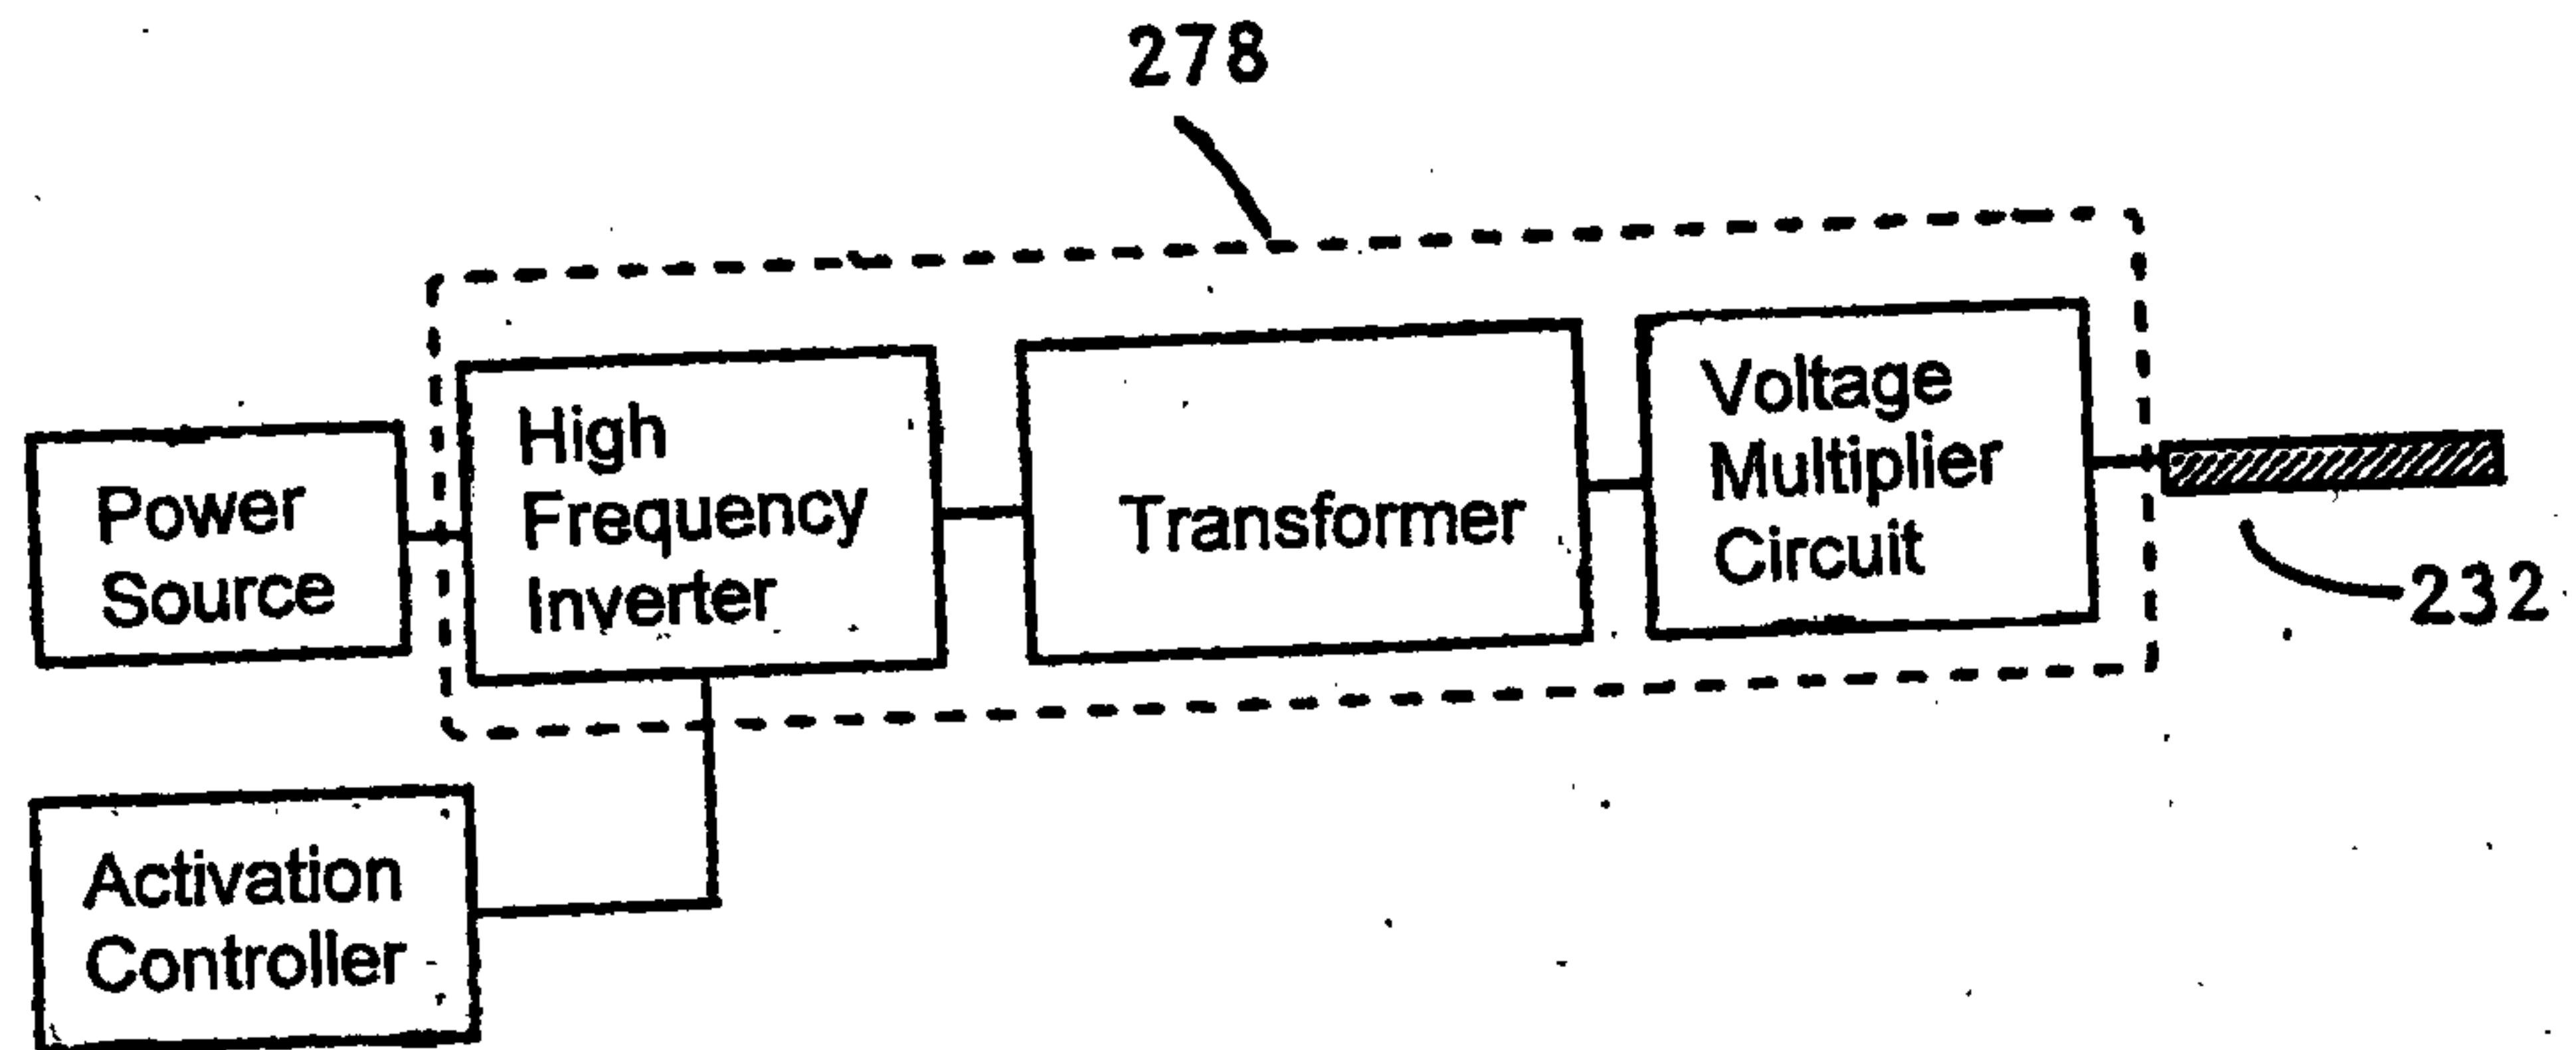 278
Power
Source
High
Frequency
Inverter
Transformer
Voltage
Multiplier
Circuit
232
Activation
Controller